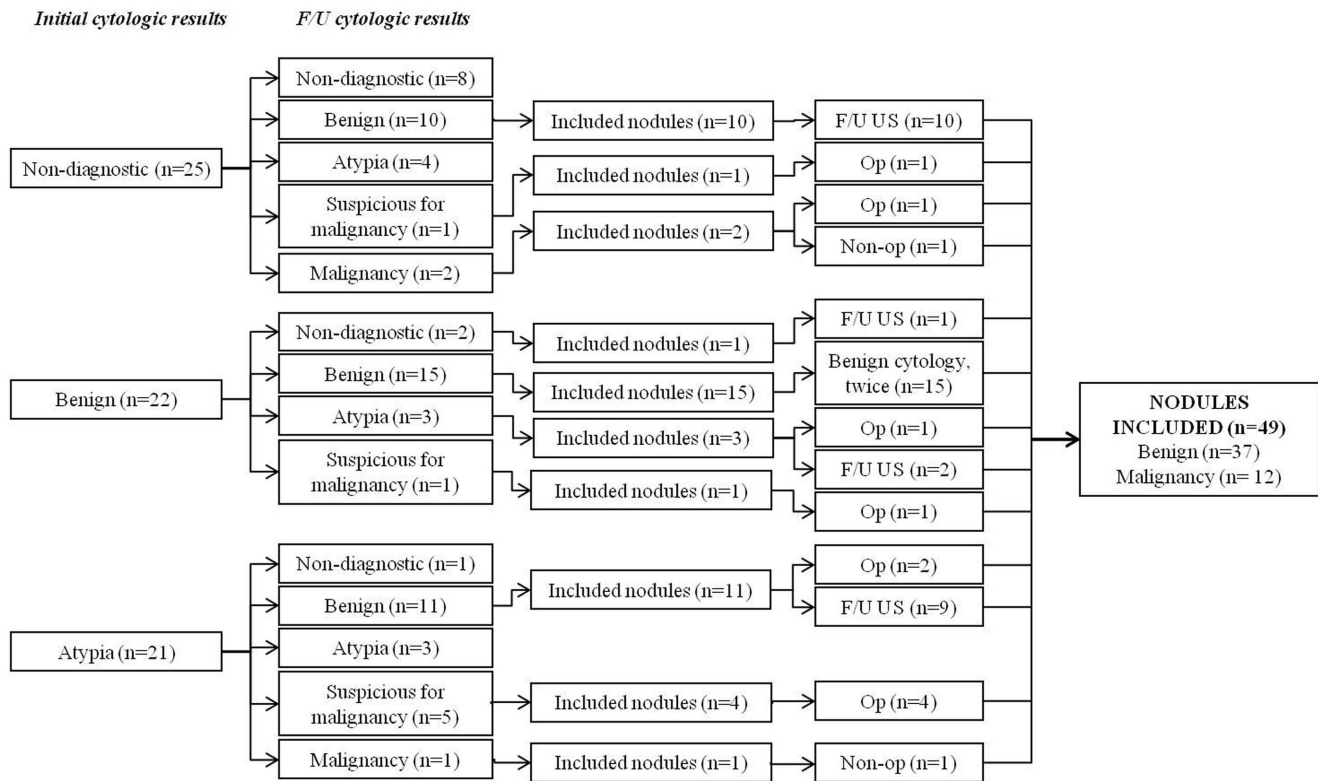 Initial cytologic results
F/U cytologic results
Non-diagnostic (n=25)
Non-diagnostic (n=8)
Benign (n=10)
Included nodules (n=10)
F/U US (n=10)
Atypia (n=4)
Suspicious for
malignancy (n=1)
Included nodules (n=1)
Op (n=1)
Malignancy (n=2)
Included nodules (n=2)
Op (n=1)
Non-op (n=1)
Benign (n=22)
Non-diagnostic (n=2)
Included nodules (n=1)
F/U US (n=1)
Benign (n=15)
Included nodules (n=15)
Benign cytology,
twice (n=15)
Atypia (n=3)
Included nodules (n=3)
Op (n=1)
F/U US (n=2)
Suspicious for
malignancy (n=1)
Included nodules (n=1)
Op (n=1)
Atypia (n=21)
Non-diagnostic (n=1)
Benign (n=11)
Included nodules (n=11)
Op (n=2)
F/U US (n=9)
Atypia (n=3)
Suspicious for
malignancy (n=5)
Included nodules (n=4)
Op (n=4)
Malignancy (n=1)
Included nodules (n=1)
Non-op (n=1)
NODULES
INCLUDED (n=49)
Benign (n=37)
Malignancy (n= 12)